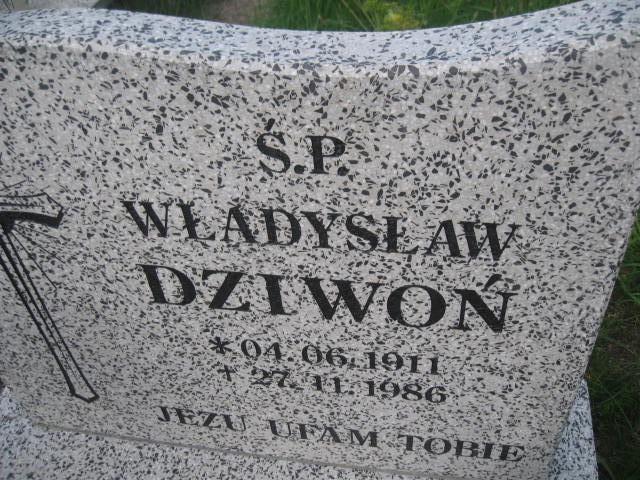 Ś.P.
WŁADYSŁAW
DZIWOŃ
* 04.06.1911
+ 27.11.1986
JEZU UFAM TOBIE